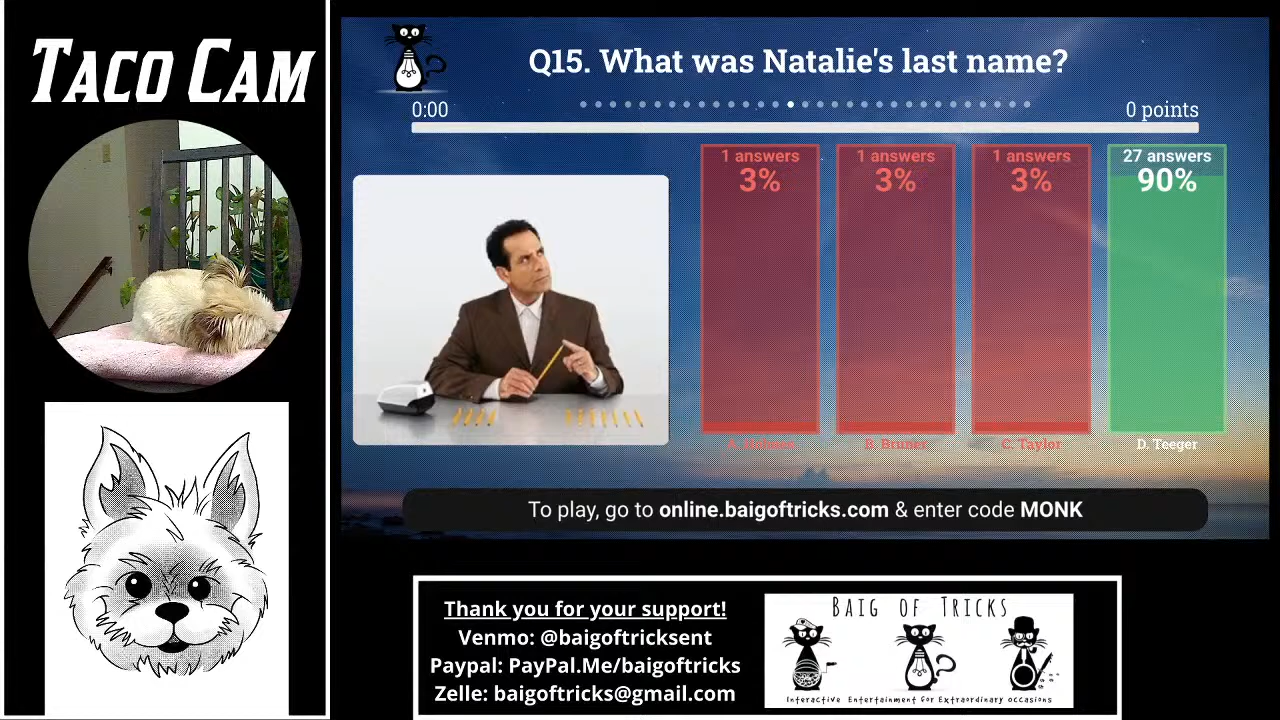 TACO CAM
Q15. What was Natalie's last name?
0:00
0 points
1 answers
3%
1 answers
3%
1 answers
3%
27 answers
90%
B. Bruner
C. Taylor
D. Teeger
To play, go to online.baigoftricks.com & enter code MONK
Thank you for your support!
Venmo: @baigoftricksent
Paypal: PayPal.Me/baigoftricks
Zelle: baigoftricks@gmail.com
BAIG OF TRICKS
Interactive Entertainment for Extraordinary occasions